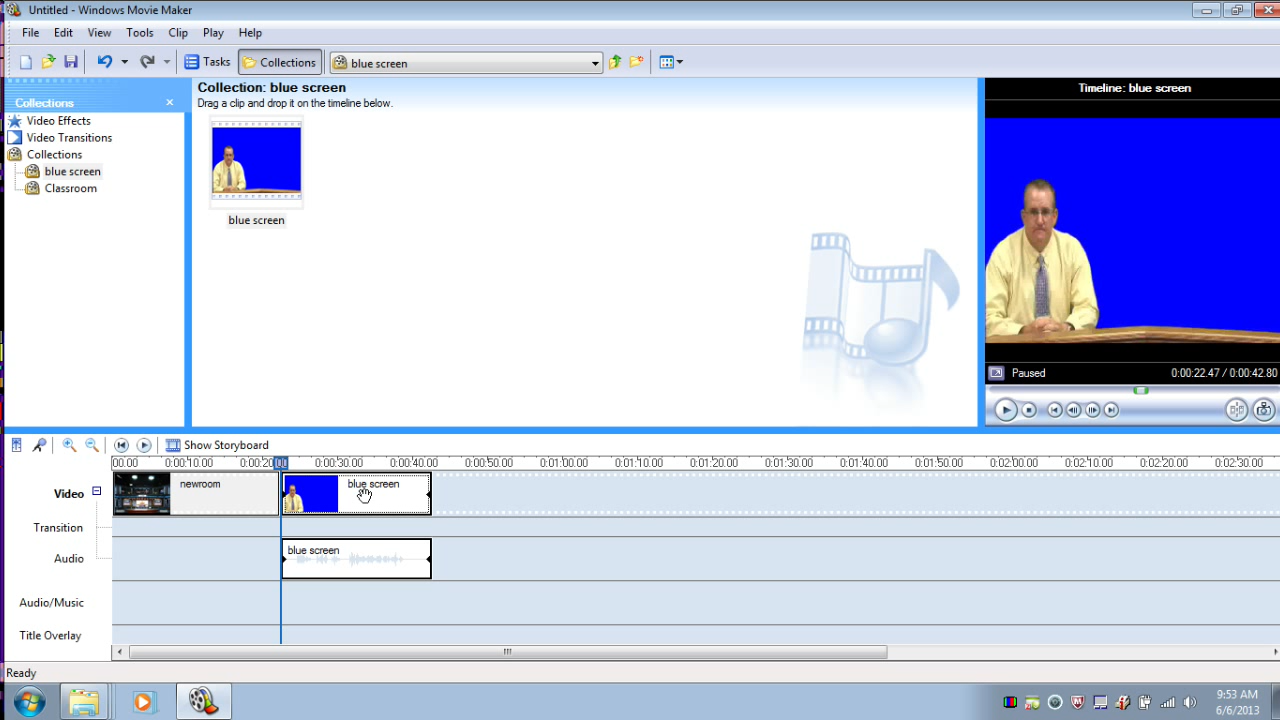 Untitled - Windows Movie Maker
File Edit View Tools Clip Play Help
Tasks Collections blue screen
Collections
Video Effects
Video Transitions
Collections
blue screen
Classroom
Collection: blue screen
Drag a clip and drop it on the timeline below.
blue screen
Timeline: blue screen
Paused 0:00:22.47 / 0:00:42.80
Show Storyboard
00.00 0:00:10.00 0:00:20 0:00:30.00 0:00:40.00 0:00:50.00 0:01:00.00 0:01:10.00 0:01:20.00 0:01:30.00 0:01:40.00 0:01:50.00 0:02:00.00 0:02:10.00 0:02:20.00 0:02:30.00
Video newroom blue screen
Transition
Audio blue screen
Audio/Music
Title Overlay
Ready
9:53 AM
6/6/2013